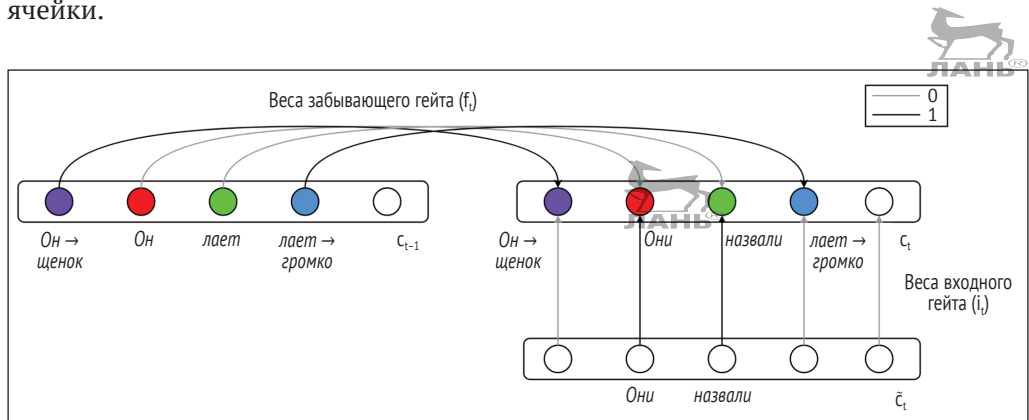 ячейки.
ЛАНЬ®
Веса забывающего гейта (fₜ)
0
1
ЛАНЬ®
Он →
щенок
Он
лает
лает →
громко
cₜ₋₁
Он →
щенок
Они
назвали
лает →
громко
cₜ
Веса входного
гейта (iₜ)
Они
назвали
c̃ₜ